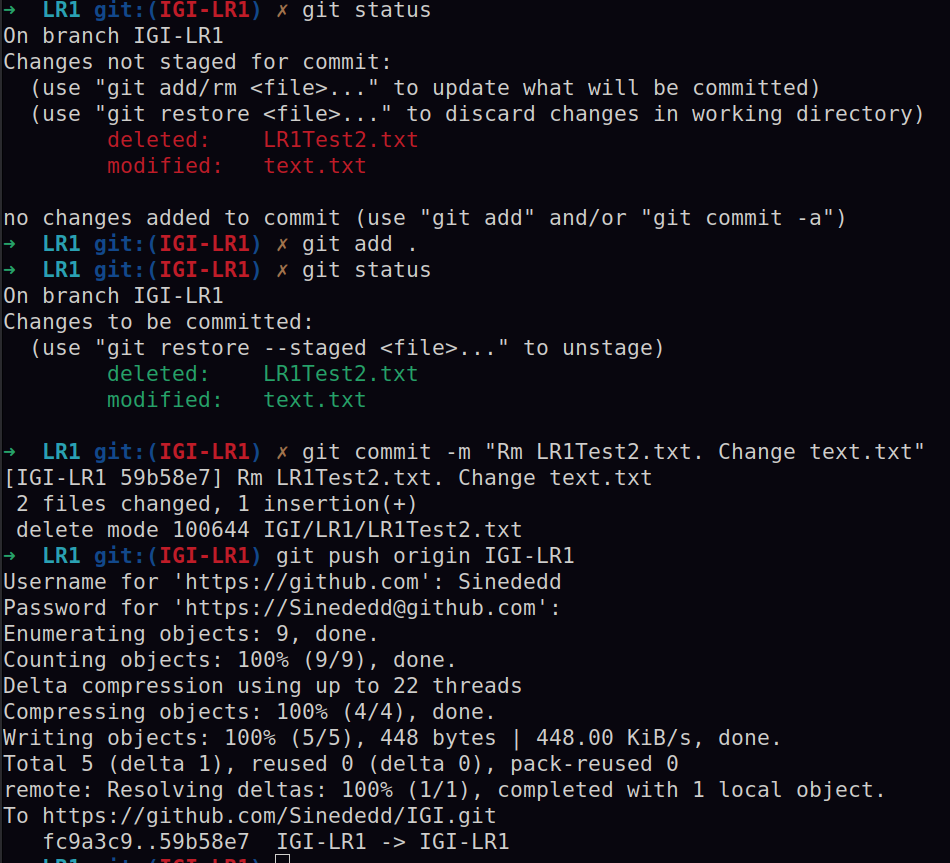 →  LR1 git:(IGI-LR1) ✗ git status
On branch IGI-LR1
Changes not staged for commit:
  (use "git add/rm <file>..." to update what will be committed)
  (use "git restore <file>..." to discard changes in working directory)
        deleted:    LR1Test2.txt
        modified:   text.txt

no changes added to commit (use "git add" and/or "git commit -a")
→  LR1 git:(IGI-LR1) ✗ git add .
→  LR1 git:(IGI-LR1) ✗ git status
On branch IGI-LR1
Changes to be committed:
  (use "git restore --staged <file>..." to unstage)
        deleted:    LR1Test2.txt
        modified:   text.txt

→  LR1 git:(IGI-LR1) ✗ git commit -m "Rm LR1Test2.txt. Change text.txt"
[IGI-LR1 59b58e7] Rm LR1Test2.txt. Change text.txt
 2 files changed, 1 insertion(+)
 delete mode 100644 IGI/LR1/LR1Test2.txt
→  LR1 git:(IGI-LR1) git push origin IGI-LR1
Username for 'https://github.com': Sinededd
Password for 'https://Sinededd@github.com':
Enumerating objects: 9, done.
Counting objects: 100% (9/9), done.
Delta compression using up to 22 threads
Compressing objects: 100% (4/4), done.
Writing objects: 100% (5/5), 448 bytes | 448.00 KiB/s, done.
Total 5 (delta 1), reused 0 (delta 0), pack-reused 0
remote: Resolving deltas: 100% (1/1), completed with 1 local object.
To https://github.com/Sinededd/IGI.git
   fc9a3c9..59b58e7  IGI-LR1 -> IGI-LR1